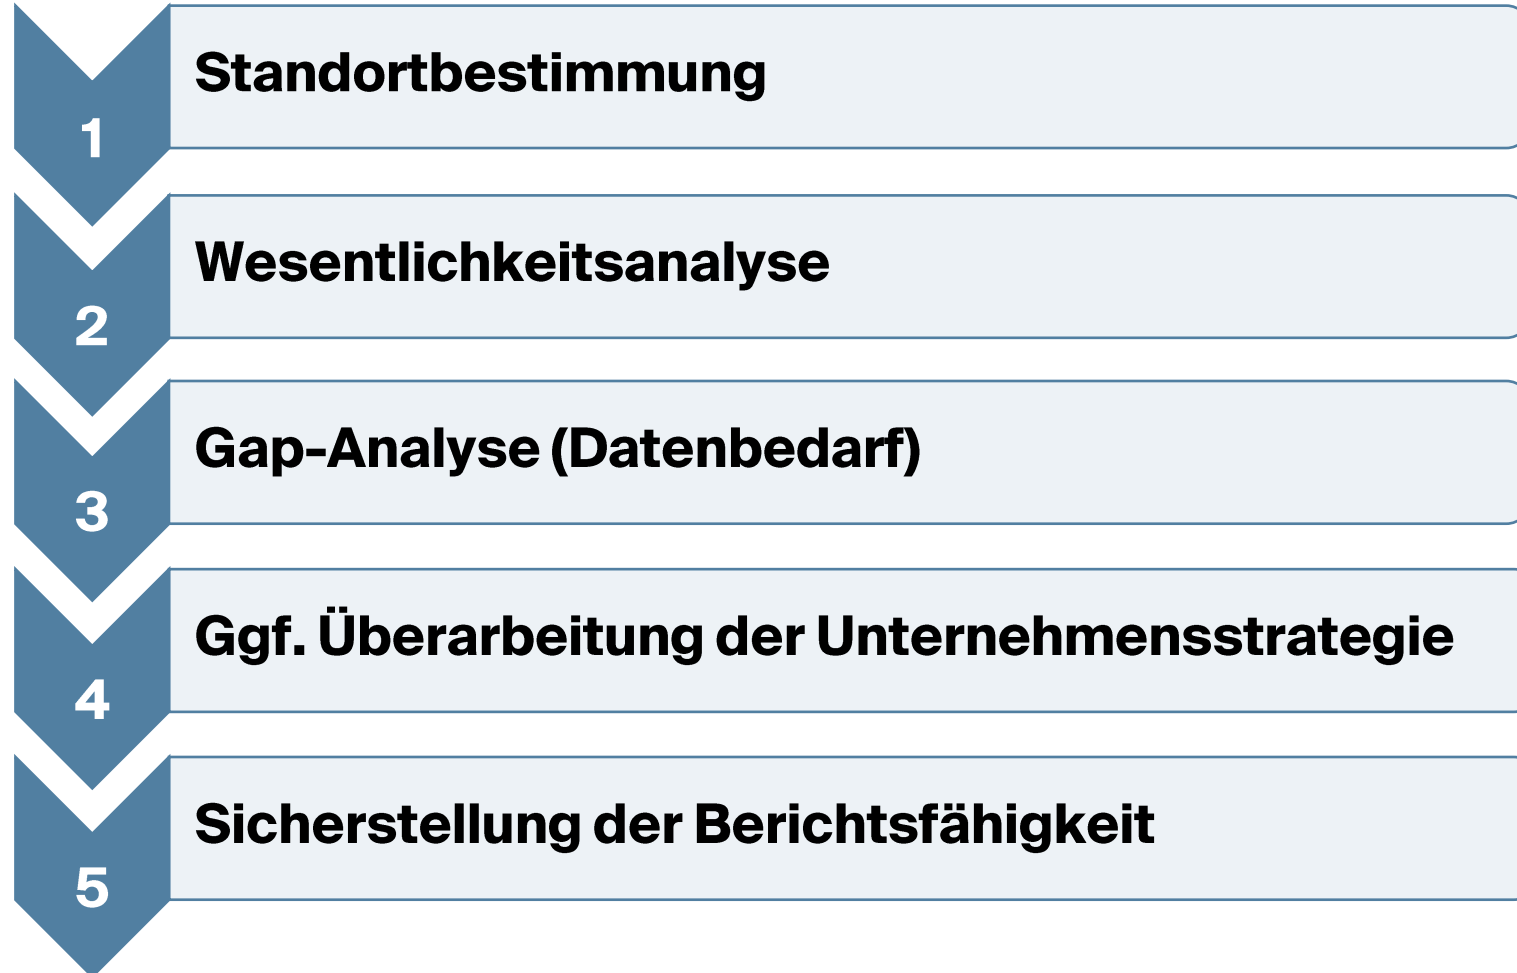 1
Standortbestimmung
2
Wesentlichkeitsanalyse
3
Gap-Analyse (Datenbedarf)
4
Ggf. Überarbeitung der Unternehmensstrategie
5
Sicherstellung der Berichtsfähigkeit